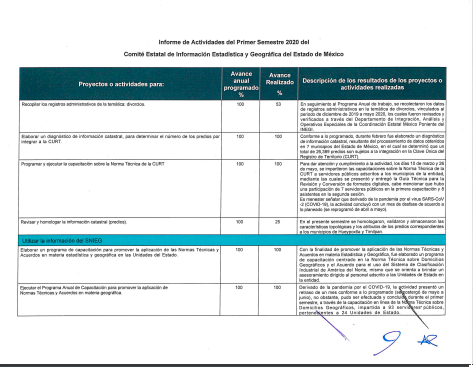 Informe de Actividades del Primer Semestre 2020 del
Comité Estatal de Información Estadística y Geográfica del Estado de México
Proyectos o actividades para:
Avance
anual
programado
%
Avance
Realizado
%
Descripción de los resultados de los proyectos o
actividades realizadas
Recopilar los registros administrativos de la temática: divorcios.
100
53
En seguimiento al Programa Anual de trabajo, se recolectaron los datos
de registros administrativos en la temática de divorcios, vinculados al
período de diciembre de 2019 a mayo 2020, los cuales fueron revisados y
verificados a través del Departamento de Integración, Análisis y
Operativos Especiales de la Coordinación Estatal México Poniente del
INEGI.
Elaborar un diagnóstico de información catastral, para determinar el número de los predios por
integrar a la CURT.
100
100
Conforme a lo programado, durante febrero fue elaborado un diagnóstico
de información catastral, resultado del procesamiento de datos obtenidos
en 7 municipios del Estado de México, en el cual se determinó que un
total de predios son sujetos a la integración en la Clave Única del
Registro de Territorio (CURT).
Programar y ejecutar la capacitación sobre la Norma Técnica de la CURT
100
100
Para dar atención y cumplimiento a la actividad, los días 10 de marzo y 26
de mayo, se impartieron las capacitaciones sobre la Norma Técnica de la
CURT a servidores públicos adscritos a los municipios de la entidad,
mediante las cuales se presentó y entregó la Guía Técnica para la
Revisión y Conversión de formatos digitales, cabe mencionar que hubo
una participación de 7 servidores públicos en la primera capacitación y 8
asistentes en la segunda sesión.
Es menester señalar que derivado de la pandemia por el virus SARS-CoV
-2 (COVID-19), la actividad concluyó con un mes de desfase de acuerdo a
lo planeado (se reprogramó de abril a mayo).
Revisar y homologar la información catastral (predios).
100
25
En el presente semestre se homologaron, validaron y almacenaron las
características topológicas y los atributos de los predios correspondientes
a los municipios de Hueypoxtla y Timilpan.
Utilizar la información del SNIEG
Elaborar un programa de capacitación para promover la aplicación de las Normas Técnicas y
Acuerdos en materia estadística y geográfica en las Unidades del Estado.
100
100
Con la finalidad de promover la aplicación de las Normas Técnicas y
Acuerdos en materia Estadística y Geográfica, fue elaborado un programa
de capacitación centrado en la Norma Técnica sobre Domicilios
Geográficos y el Acuerdo para el uso del Sistema de Clasificación
Industrial de América del Norte, mismo que se orienta a brindar un
asesoramiento dirigido al personal adscrito a las Unidades de Estado en
la entidad.
Ejecutar el Programa Anual de Capacitación para promover la aplicación de
Normas Técnicas y Acuerdos en materia geográfica.
100
100
Derivado de la pandemia por el COVID-19, la actividad presentó un
retraso de un mes conforme a lo programado (se postergó de mayo a
junio), no obstante, pudo ser efectuada y concluida durante el primer
semestre, a través de la capacitación en línea de la Norma Técnica sobre
Domicilios Geográficos, impartida a 93 servidores públicos,
pertenecientes a 24 Unidades de Estado.